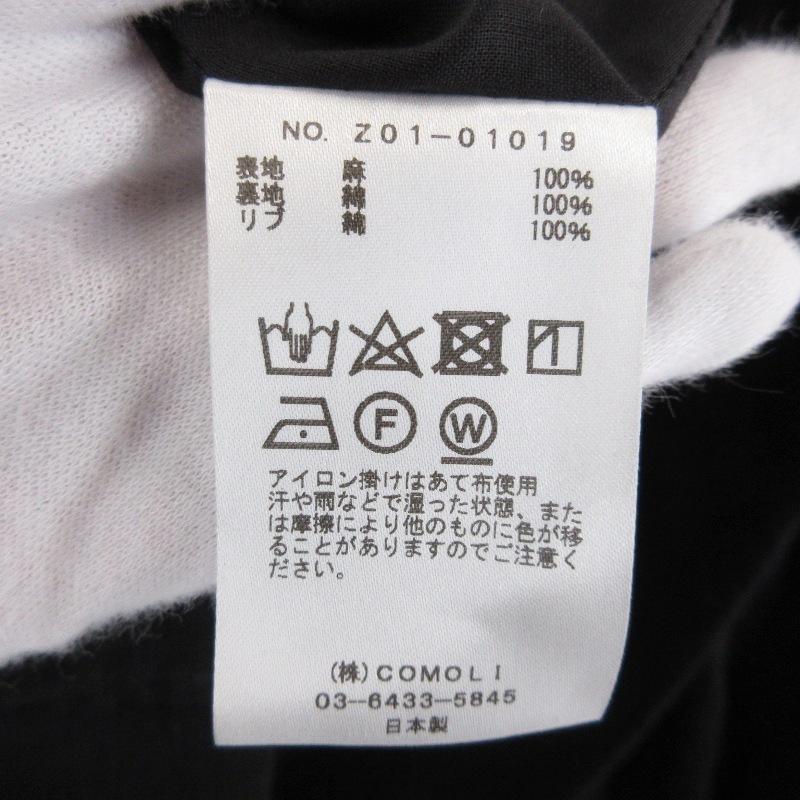 NO. Z01-01019
表地 麻 100%
裏地 綿 100%
リブ 綿 100%
F W
アイロン掛けはあて布使用
汗や雨などで湿った状態、また
は摩擦により他のものに色が移
ることがありますのでご注意く
ださい。
(株)COMOLI
03-6433-5845
日本製